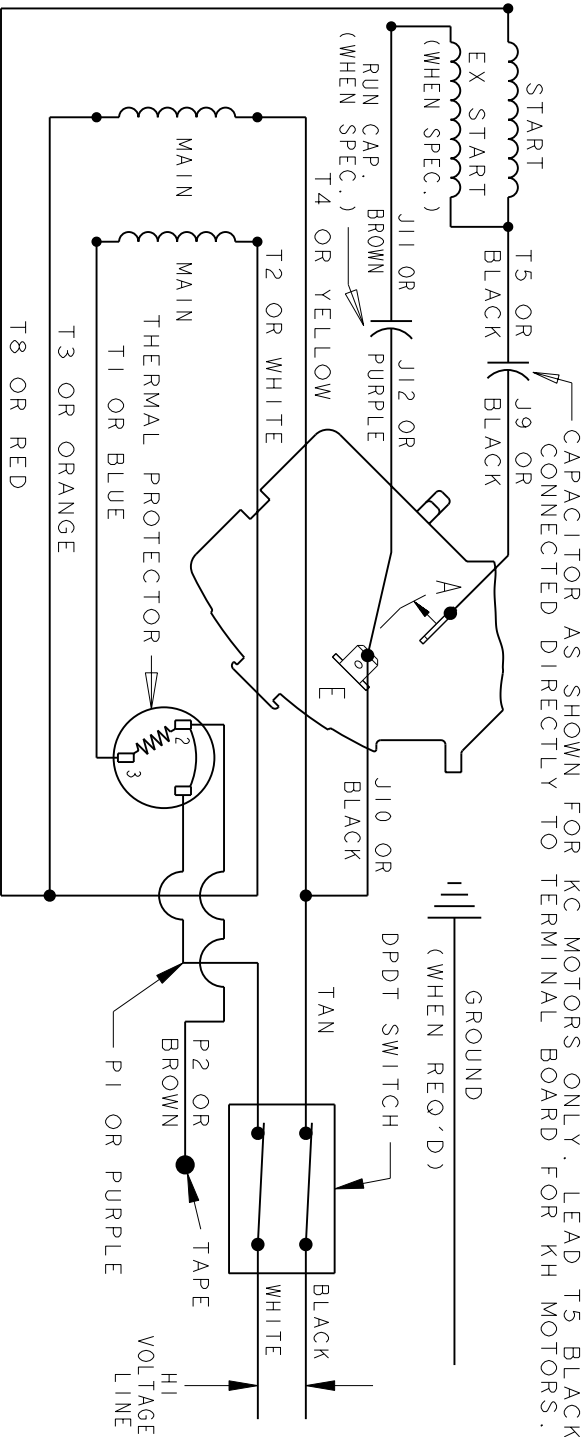 CAPACITOR AS SHOWN FOR KC MOTORS ONLY. LEAD T5 BLACK
CONNECTED DIRECTLY TO TERMINAL BOARD FOR KH MOTORS.
START
T5 OR
BLACK
J9 OR
BLACK
EX START
(WHEN SPEC.)
GROUND
(WHEN REQ'D)
A
RUN CAP.
(WHEN SPEC.)
J11 OR
BROWN
J12 OR
PURPLE
E
J10 OR
BLACK
DPDT SWITCH
T4 OR YELLOW
TAN
BLACK
MAIN
T2 OR WHITE
WHITE
MAIN
2
3
P2 OR
BROWN
TAPE
HI
VOLTAGE
LINE
THERMAL PROTECTOR
T1 OR BLUE
P1 OR PURPLE
T3 OR ORANGE
T8 OR RED